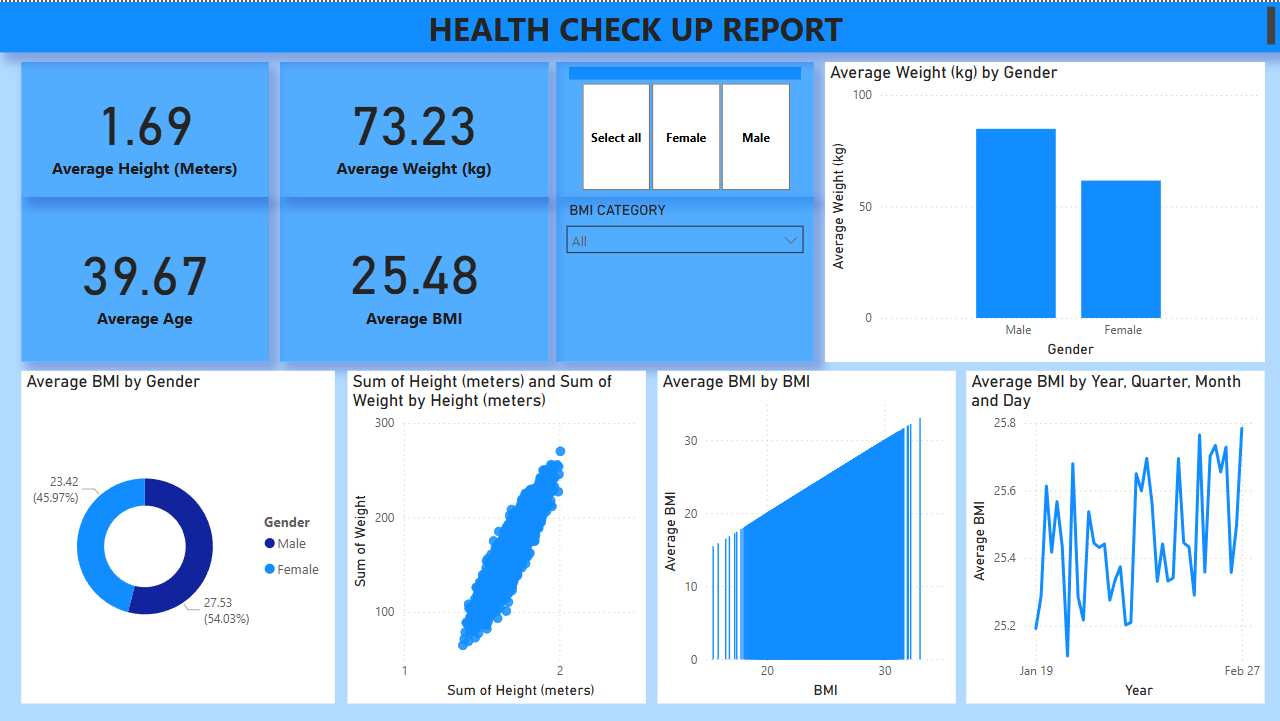 HEALTH CHECK UP REPORT
1.69
Average Height (Meters)
73.23
Average Weight (kg)
Select all
Female
Male
39.67
Average Age
25.48
Average BMI
BMI CATEGORY
All
Average Weight (kg) by Gender
100
50
0
Average Weight (kg)
Male
Female
Gender
Average BMI by Gender
23.42
(45.97%)
27.53
(54.03%)
Gender
Male
Female
Sum of Height (meters) and Sum of
Weight by Height (meters)
300
200
100
Sum of Weight
1
2
Sum of Height (meters)
Average BMI by BMI
30
20
10
0
Average BMI
20
30
BMI
Average BMI by Year, Quarter, Month
and Day
25.8
25.6
25.4
25.2
Average BMI
Jan 19
Feb 27
Year